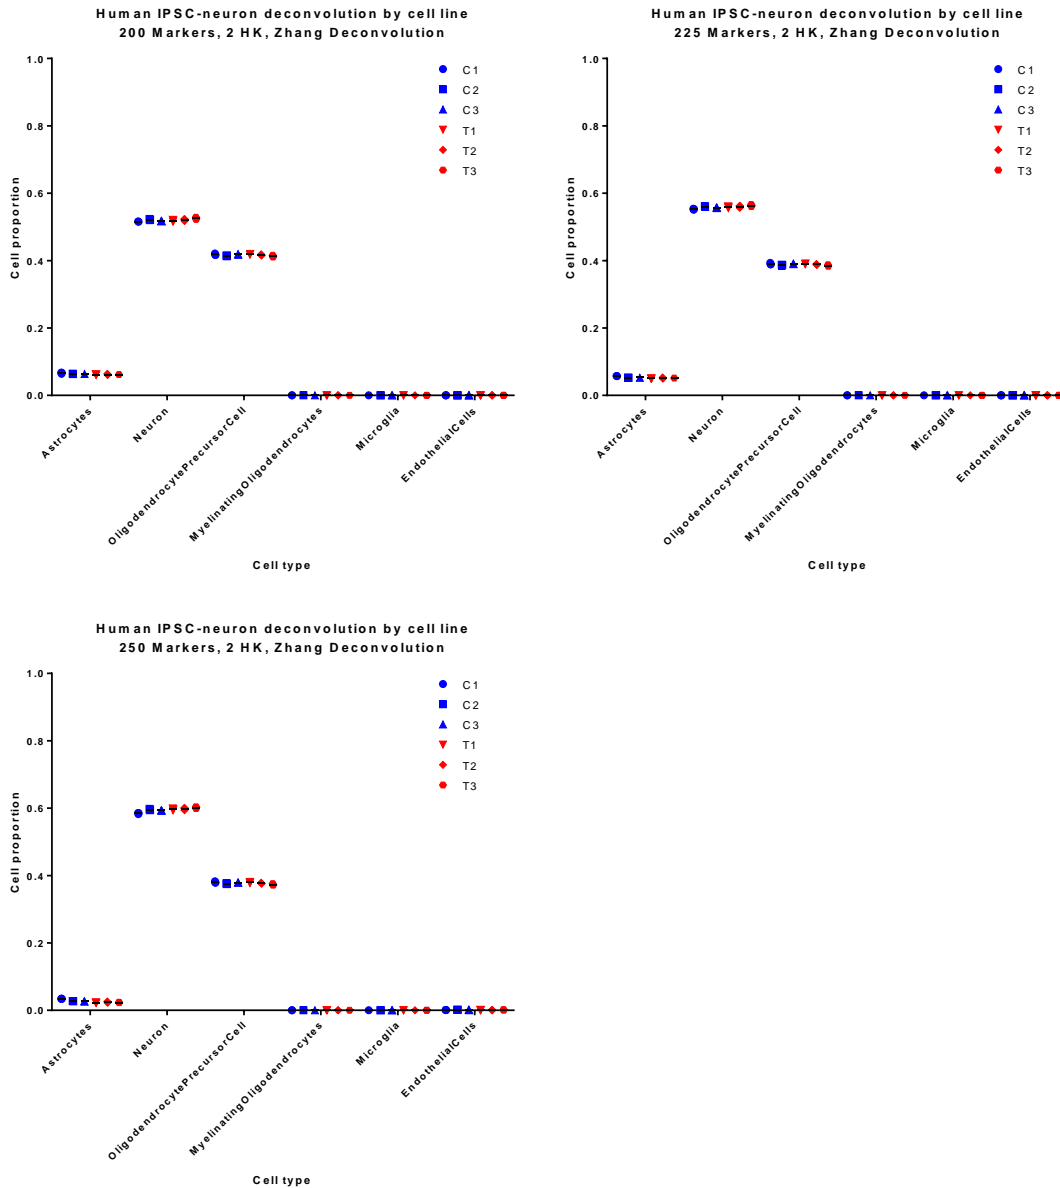 Human IPSC-neuron deconvolution by cell line
200 Markers, 2 HK, Zhang Deconvolution
Cell proportion
1.0
0.8
0.6
0.4
0.2
0.0
C1
C2
C3
T1
T2
T3
Astrocytes
Neuron
OligodendrocytePrecursorCell
MyelinatingOligodendrocytes
Microglia
EndothelialCells
Cell type
Human IPSC-neuron deconvolution by cell line
225 Markers, 2 HK, Zhang Deconvolution
Cell proportion
1.0
0.8
0.6
0.4
0.2
0.0
C1
C2
C3
T1
T2
T3
Astrocytes
Neuron
OligodendrocytePrecursorCell
MyelinatingOligodendrocytes
Microglia
EndothelialCells
Cell type
Human IPSC-neuron deconvolution by cell line
250 Markers, 2 HK, Zhang Deconvolution
Cell proportion
1.0
0.8
0.6
0.4
0.2
0.0
C1
C2
C3
T1
T2
T3
Astrocytes
Neuron
OligodendrocytePrecursorCell
MyelinatingOligodendrocytes
Microglia
EndothelialCells
Cell type